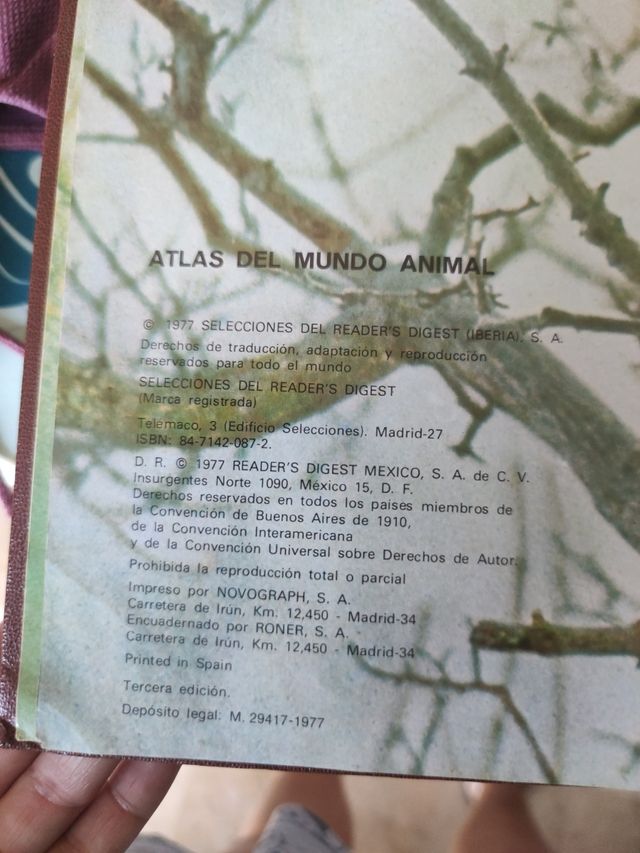 ATLAS DEL MUNDO ANIMAL
© 1977 SELECCIONES DEL READER'S DIGEST (IBERIA), S. A.
Derechos de traducción, adaptación y reproducción
reservados para todo el mundo
SELECCIONES DEL READER'S DIGEST
(Marca registrada)
Telemaco, 3 (Edificio Selecciones). Madrid-27
ISBN: 84-7142-087-2.
D. R. © 1977 READER'S DIGEST MEXICO, S. A. de C. V.
Insurgentes Norte 1090, México 15, D. F.
Derechos reservados en todos los países miembros de
la Convención de Buenos Aires de 1910,
de la Convención Interamericana
y de la Convención Universal sobre Derechos de Autor.
Prohibida la reproducción total o parcial
Impreso por NOVOGRAPH, S. A.
Carretera de Irún, Km. 12,450 - Madrid-34
Encuadernado por RONER, S. A.
Carretera de Irún, Km. 12,450 - Madrid-34
Printed in Spain
Tercera edición.
Depósito legal: M. 29417-1977